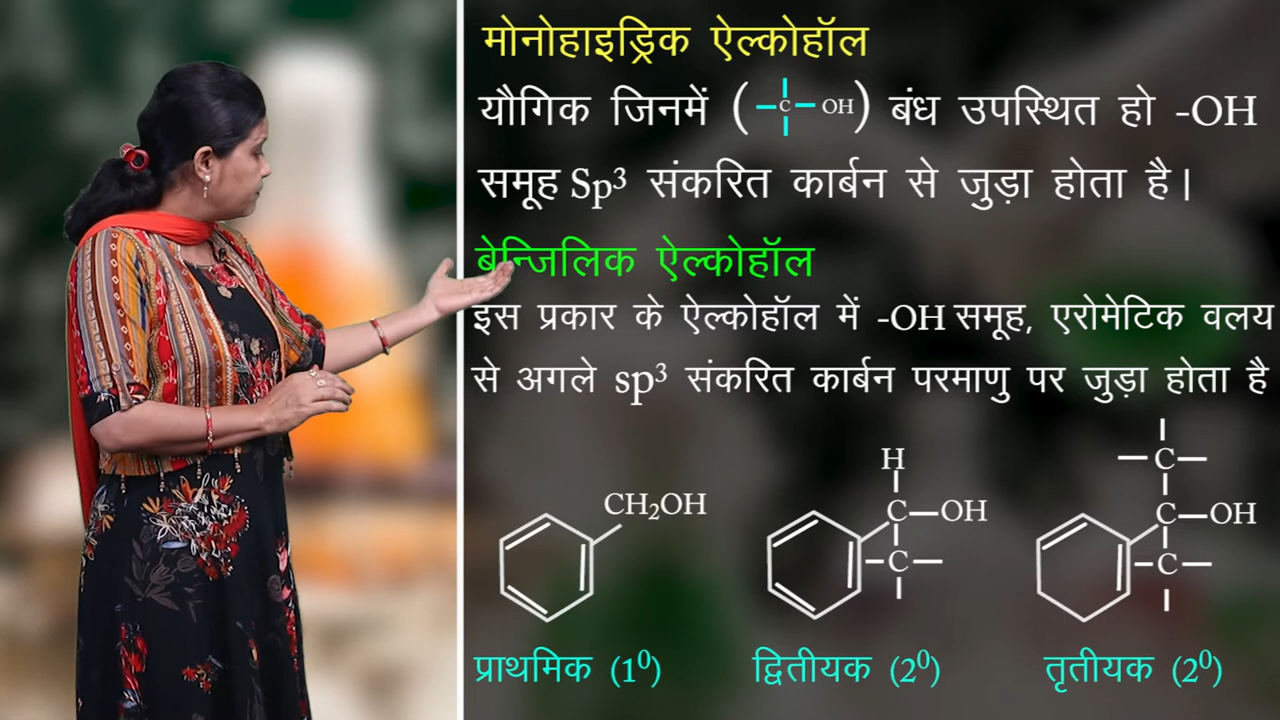 मोनोहाइड्रिक ऐल्कोहॉल
यौगिक जिनमें (-C-OH) बंध उपस्थित हो -OH
समूह Sp³ संकरित कार्बन से जुड़ा होता है।
बेन्जिलिक ऐल्कोहॉल
इस प्रकार के ऐल्कोहॉल में -OH समूह, एरोमेटिक वलय
से अगले sp³ संकरित कार्बन परमाणु पर जुड़ा होता है
CH₂OH
H
C—OH
C
C
C—OH
C
प्राथमिक (1⁰)
द्वितीयक (2⁰)
तृतीयक (2⁰)